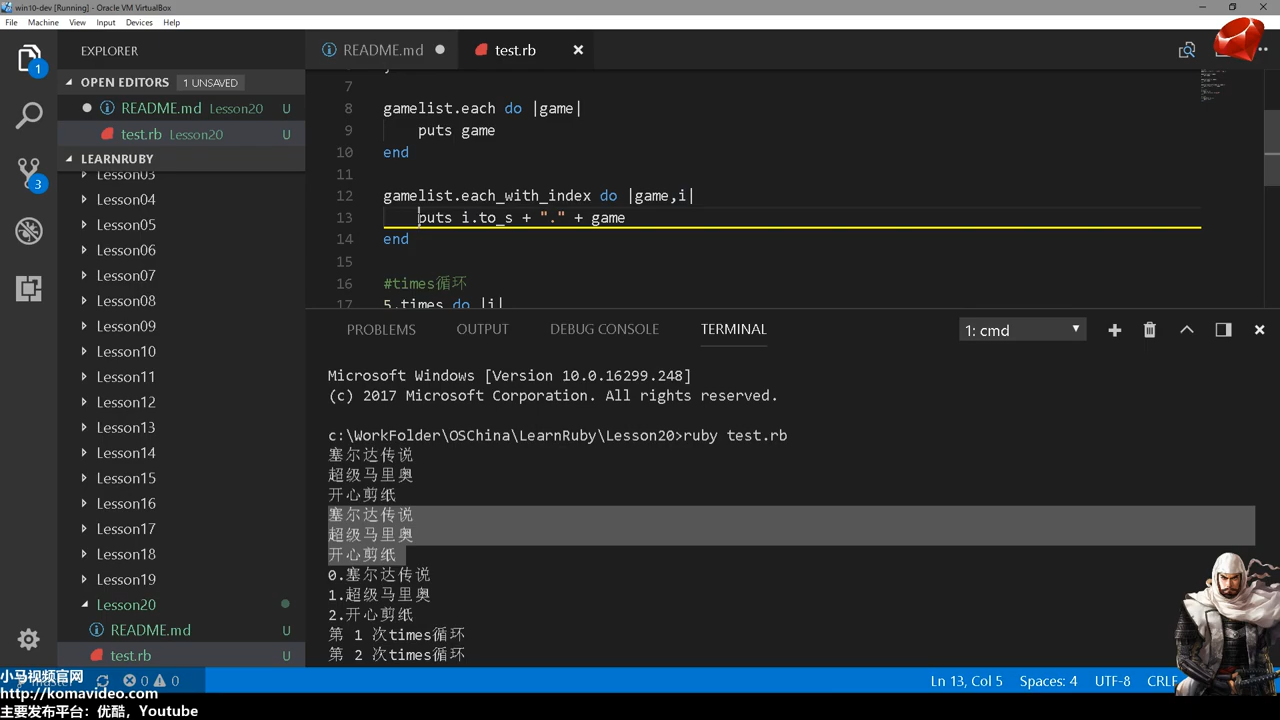 win10-dev [Running] - Oracle VM VirtualBox
File Machine View Input Devices Help
EXPLORER
README.md
test.rb
OPEN EDITORS 1 UNSAVED
README.md Lesson20 U
test.rb Lesson20 U
LEARNRUBY
Lesson03
Lesson04
Lesson05
Lesson06
Lesson07
Lesson08
Lesson09
Lesson10
Lesson11
Lesson12
Lesson13
Lesson14
Lesson15
Lesson16
Lesson17
Lesson18
Lesson19
Lesson20
README.md U
test.rb U
1
3
7
8 gamelist.each do |game|
9 puts game
10 end
11
12 gamelist.each_with_index do |game,i|
13 puts i.to_s + "." + game
14 end
15
16 #times循环
17 5.times do |i|
PROBLEMS OUTPUT DEBUG CONSOLE TERMINAL 1: cmd
Microsoft Windows [Version 10.0.16299.248]
(c) 2017 Microsoft Corporation. All rights reserved.
c:\WorkFolder\OSChina\LearnRuby\Lesson20>ruby test.rb
塞尔达传说
超级马里奥
开心剪纸
塞尔达传说
超级马里奥
开心剪纸
0.塞尔达传说
1.超级马里奥
2.开心剪纸
第 1 次times循环
第 2 次times循环
0 0 Ln 13, Col 5 Spaces: 4 UTF-8 CRLF
小马视频官网
http://komavideo.com
主要发布平台：优酷，Youtube